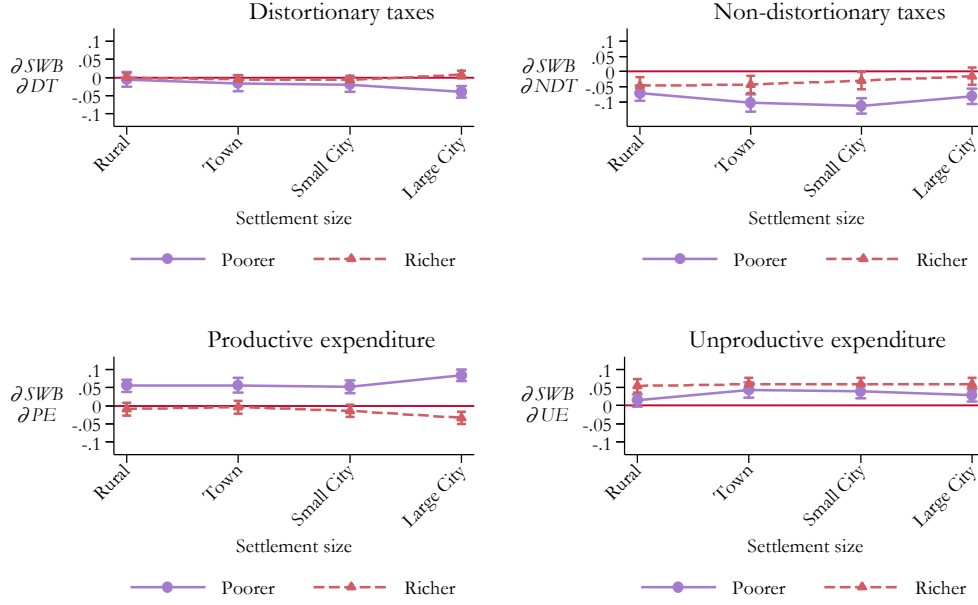 Distortionary taxes
.1
.05
0
-.05
-.1
∂SWB
∂DT
Rural
Town
Small City
Large City
Settlement size
Poorer
Richer
Non-distortionary taxes
.1
.05
0
-.05
-.1
∂SWB
∂NDT
Rural
Town
Small City
Large City
Settlement size
Poorer
Richer
Productive expenditure
.1
.05
0
-.05
-.1
∂SWB
∂PE
Rural
Town
Small City
Large City
Settlement size
Poorer
Richer
Unproductive expenditure
.1
.05
0
-.05
-.1
∂SWB
∂UE
Rural
Town
Small City
Large City
Settlement size
Poorer
Richer